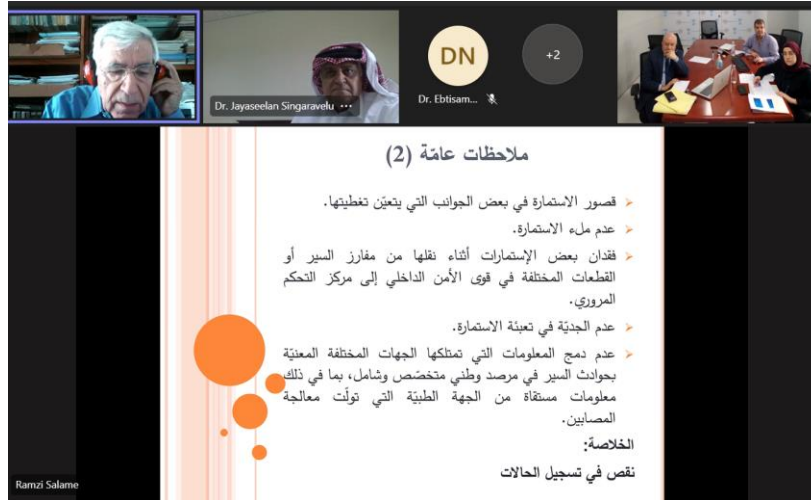 Dr. Jayaseelan Singaravelu ...
DN
Dr. Ebtisam...
+2
ملاحظات عامّة (2)
قصور الاستمارة في بعض الجوانب التي يتعيّن تغطيتها.
عدم ملء الاستمارة.
فقدان بعض الإستمارات أثناء نقلها من مفارز السير أو
القطعات المختلفة في قوى الأمن الداخلي إلى مركز التحكم
المروري.
عدم الجديّة في تعبئة الاستمارة.
عدم دمج المعلومات التي تمتلكها الجهات المختلفة المعنيّة
بحوادث السير في مرصد وطني متخصّص وشامل، بما في ذلك
معلومات مستقاة من الجهة الطبيّة التي تولّت معالجة
المصابين.
الخلاصة:
نقص في تسجيل الحالات
Ramzi Salame